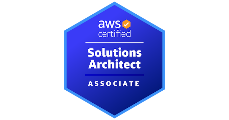 aws
certified
Solutions
Architect
ASSOCIATE